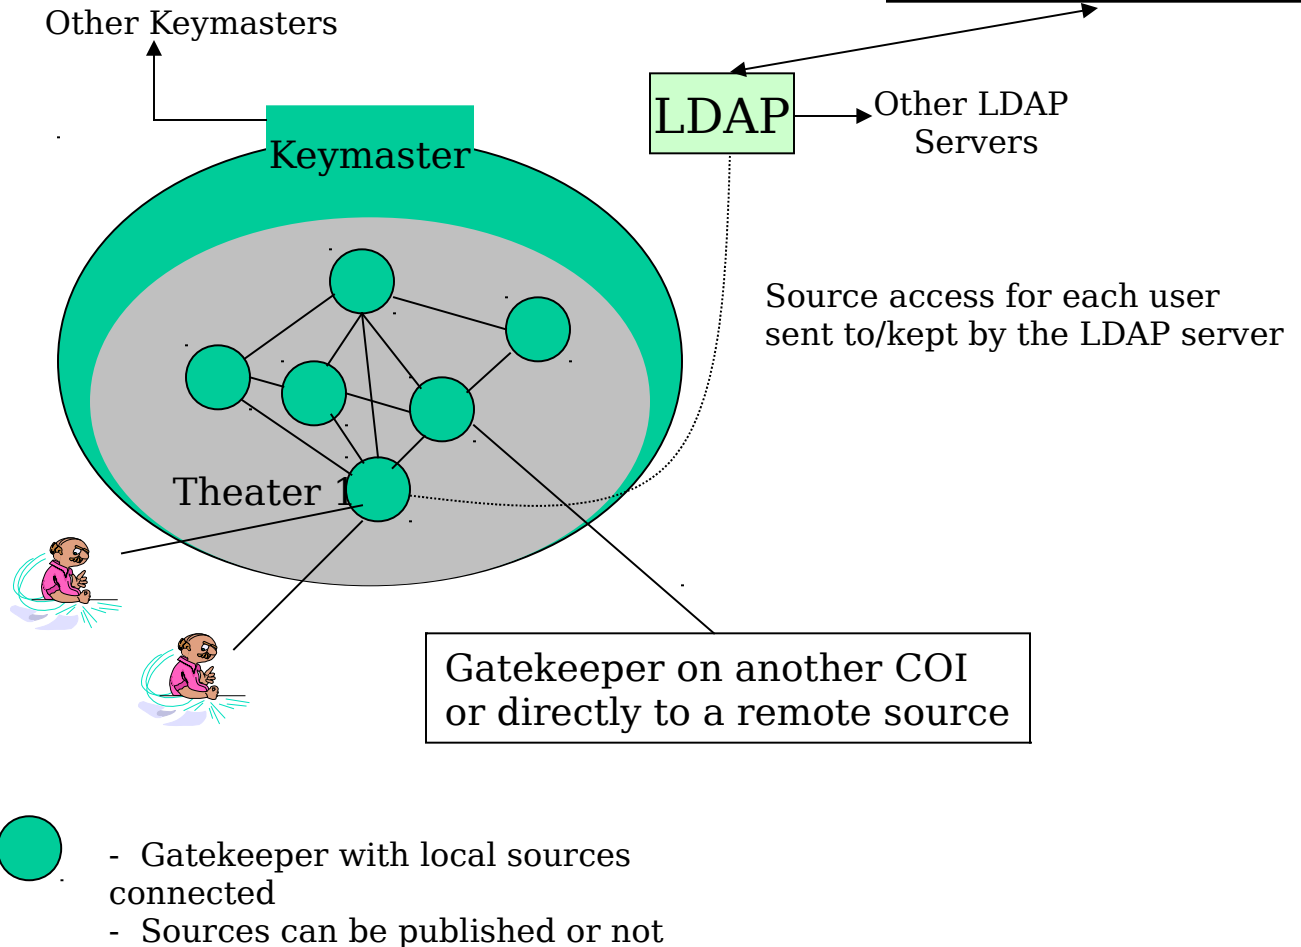 Other Keymasters
LDAP
Other LDAP
Servers
Keymaster
Source access for each user
sent to/kept by the LDAP server
Theater 1
Gatekeeper on another COI
or directly to a remote source
- Gatekeeper with local sources
connected
- Sources can be published or not